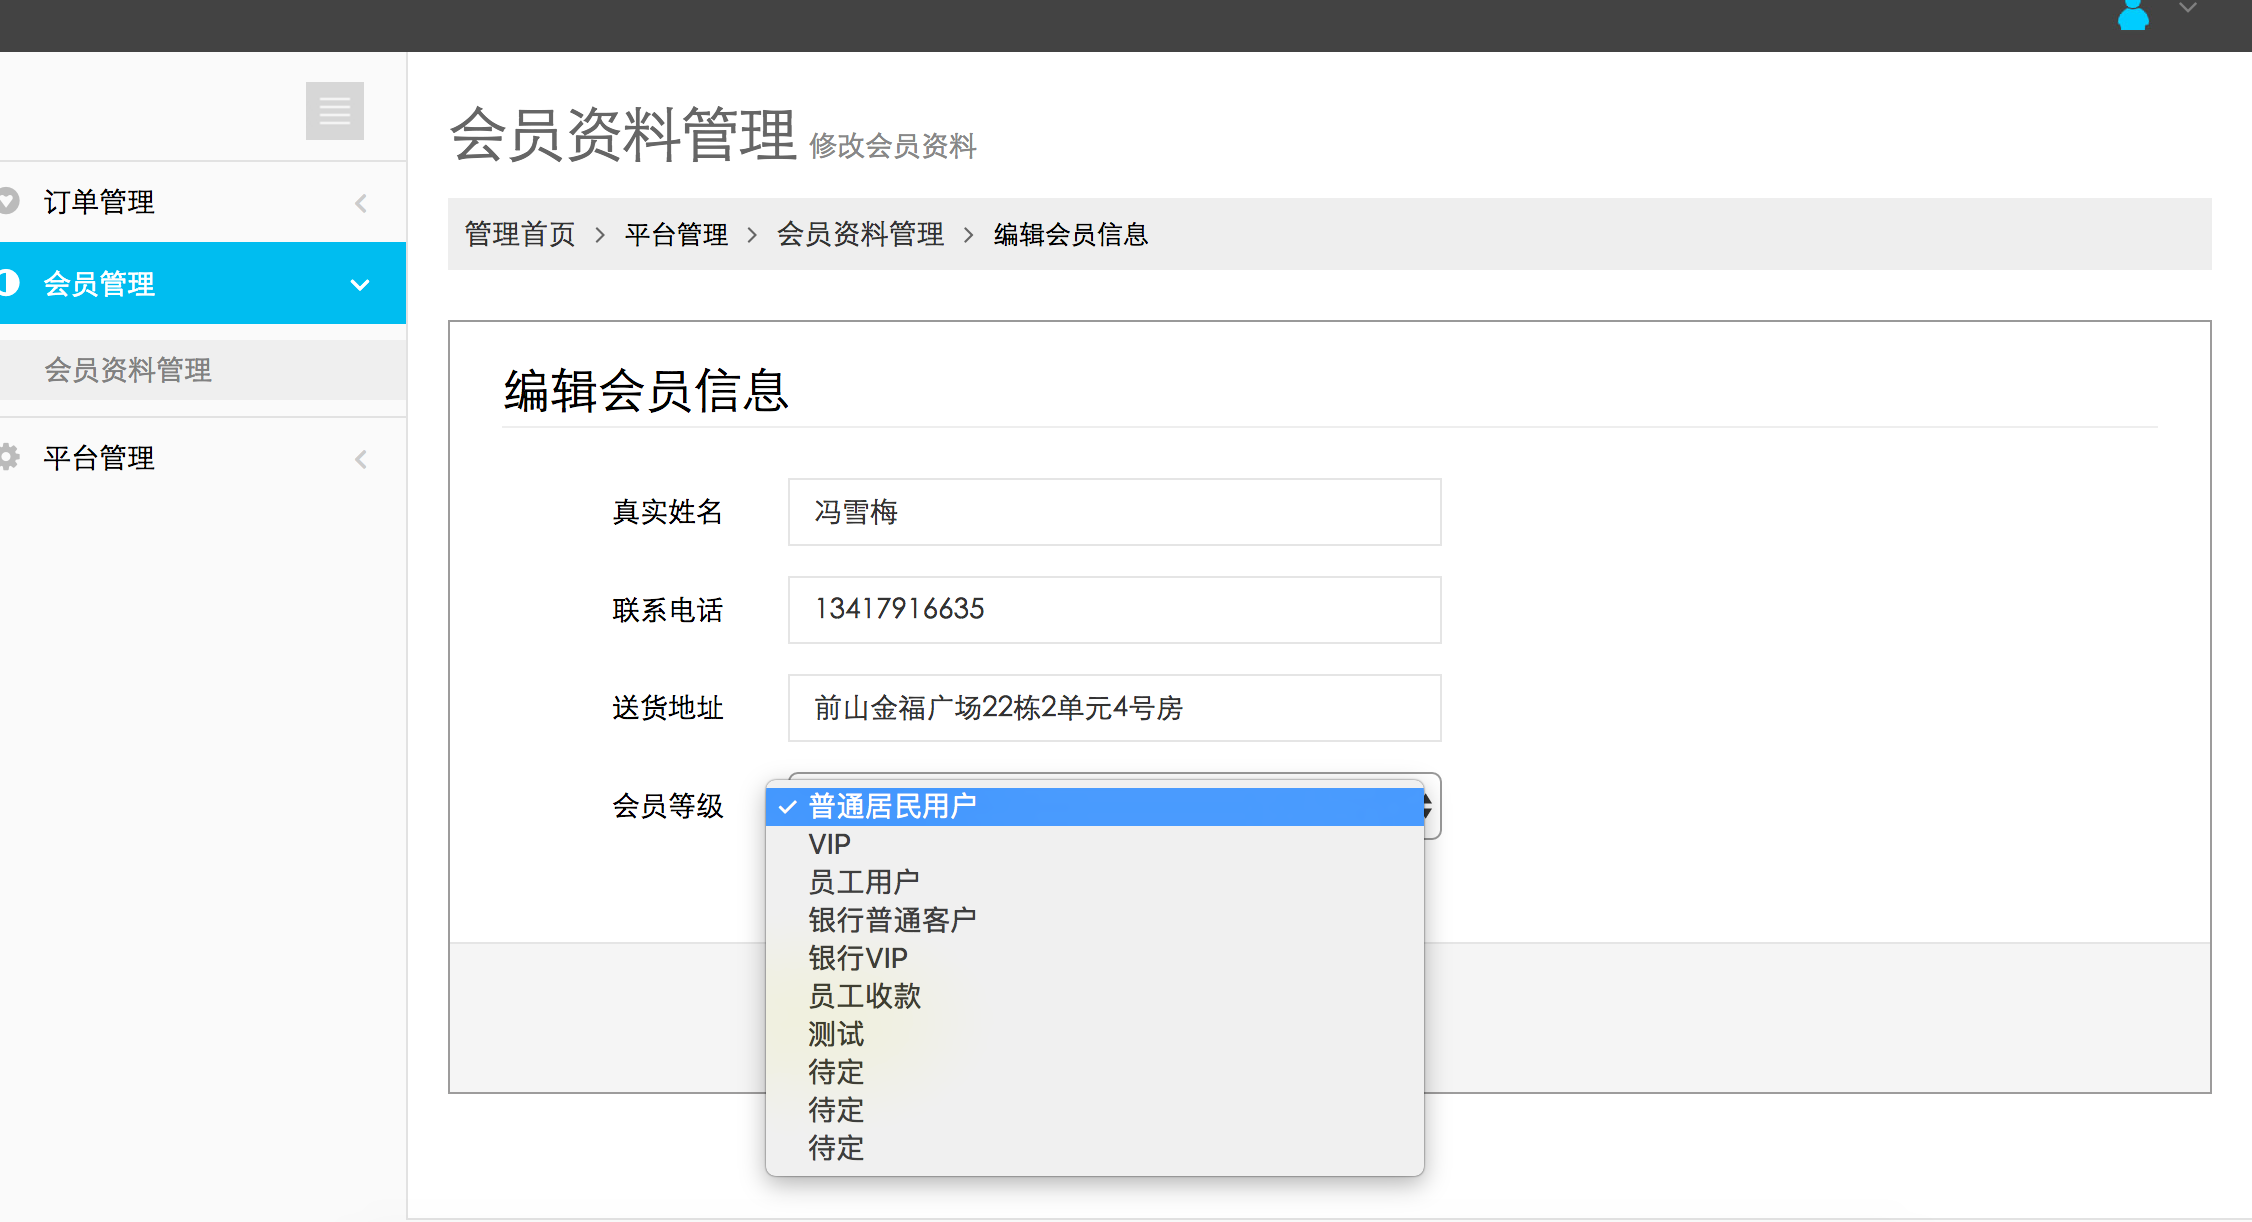 会员资料管理 修改会员资料
订单管理
管理首页 > 平台管理 > 会员资料管理 > 编辑会员信息
会员管理
会员资料管理
平台管理
编辑会员信息
真实姓名 冯雪梅
联系电话 13417916635
送货地址 前山金福广场22栋2单元4号房
会员等级
普通居民用户
VIP
员工用户
银行普通客户
银行VIP
员工收款
测试
待定
待定
待定